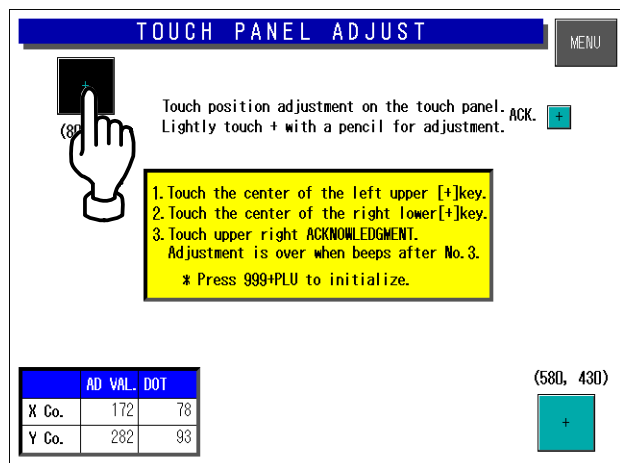 TOUCH PANEL ADJUST
MENU
+
Touch position adjustment on the touch panel.
Lightly touch + with a pencil for adjustment.
ACK. +
1. Touch the center of the left upper [+]key.
2. Touch the center of the right lower[+]key.
3. Touch upper right ACKNOWLEDGMENT.
Adjustment is over when beeps after No.3.
* Press 999+PLU to initialize.
AD VAL. DOT
X Co. 172 78
Y Co. 282 93
(580, 430)
+